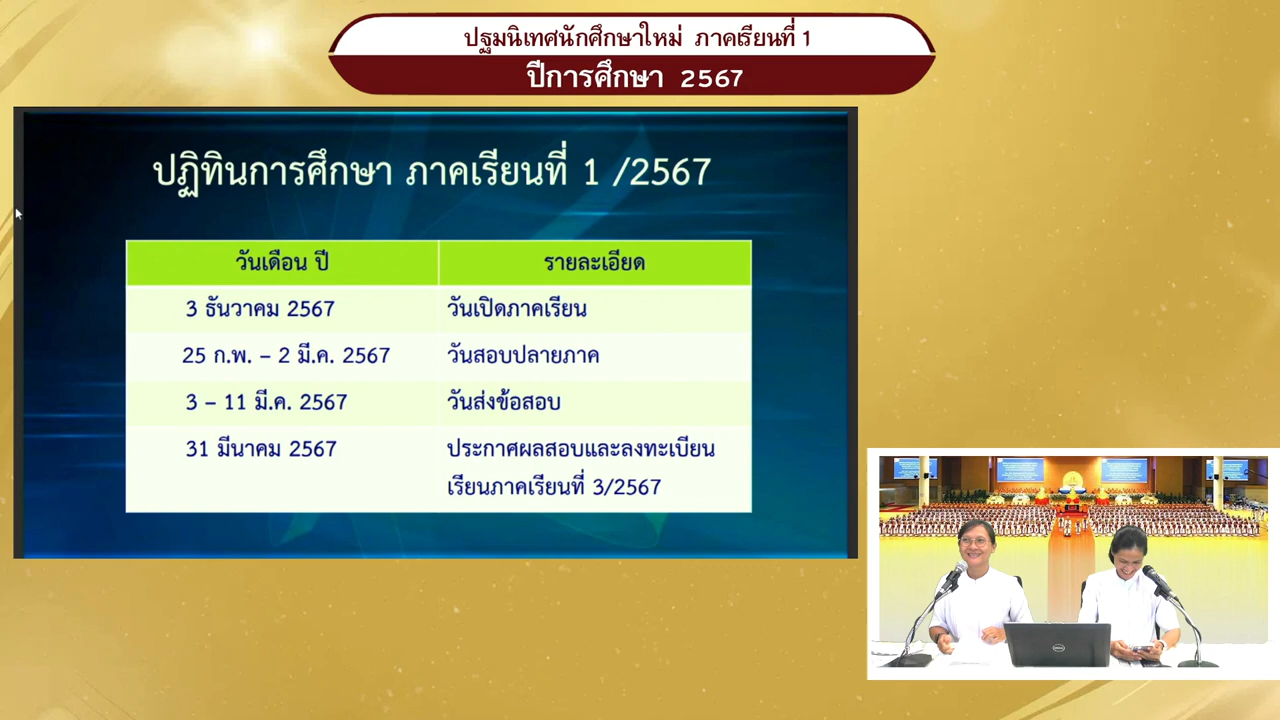 ปฐมนิเทศนักศึกษาใหม่ ภาคเรียนที่ 1
ปีการศึกษา 2567
ปฏิทินการศึกษา ภาคเรียนที่ 1 /2567
วันเดือน ปี รายละเอียด
3 ธันวาคม 2567 วันเปิดภาคเรียน
25 ก.พ. – 2 มี.ค. 2567 วันสอบปลายภาค
3 – 11 มี.ค. 2567 วันส่งข้อสอบ
31 มีนาคม 2567 ประกาศผลสอบและลงทะเบียน
เรียนภาคเรียนที่ 3/2567
DELL